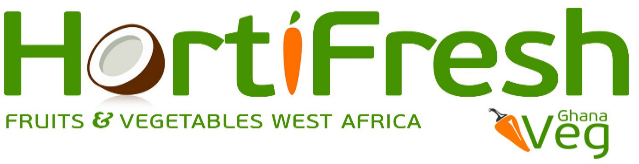 HortiFresh
FRUITS & VEGETABLES WEST AFRICA
Ghana
Veg